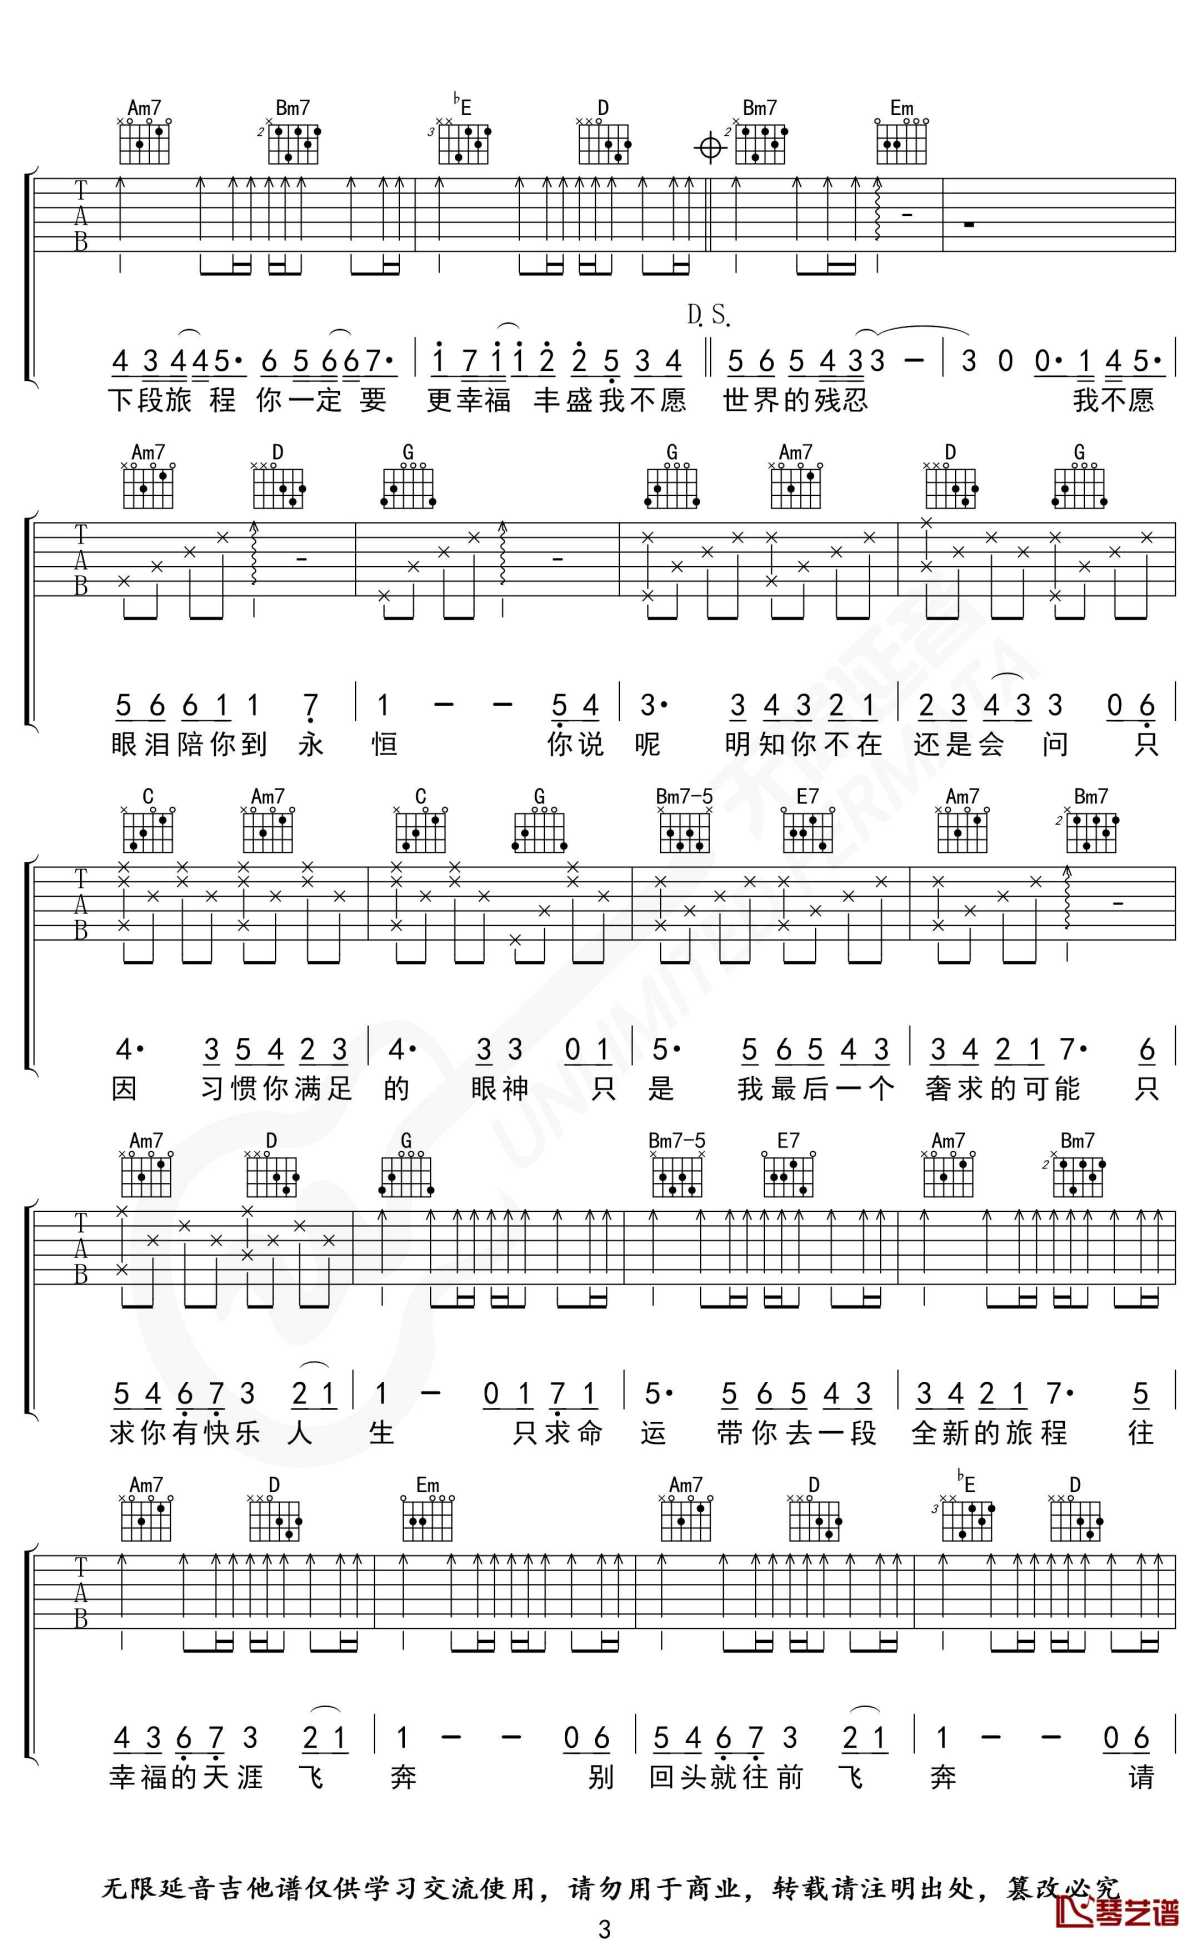 Am7 Bm7 ♭E D Bm7 Em
2 3 2
T
A
B
D.S.
4 3 4 4 5· 6 5 6 6 7· | 1 7 1 1 2 2 5 3 4 || 5 6 5 4 3 3 － | 3 0 0· 1 4 5· |
下段旅 程 你一定 要 更幸福 丰盛我不愿 世界的残忍 我不愿
Am7 D G G Am7 D G
T
A
B
5 6 6 1 1 7 | 1 － － 5 4 | 3· 3 4 3 2 1 | 2 3 4 3 3 0 6
眼泪陪你到 永 恒 你说 呢 明知你不在 还是会 问 只
C Am7 C G Bm7-5 E7 Am7 Bm7
2
T
A
B
4· 3 5 4 2 3 | 4· 3 3 0 1 | 5· 5 6 5 4 3 | 3 4 2 1 7· 6 |
因 习惯你满足 的 眼神 只 是 我最后一个 奢求的可能 只
Am7 D G Bm7-5 E7 Am7 Bm7
2
T
A
B
5 4 6 7 3 2 1 | 1 － 0 1 7 1 | 5· 5 6 5 4 3 | 3 4 2 1 7· 5 |
求你有快乐 人 生 只求命 运 带你去一段 全新的旅程 往
Am7 D Em Am7 D ♭E D
3
T
A
B
4 3 6 7 3 2 1 | 1 － － 0 6 | 5 4 6 7 3 2 1 | 1 － － 0 6 |
幸福的天涯 飞 奔 别 回头就往前 飞 奔 请
无限延音吉他谱仅供学习交流使用，请勿用于商业，转载请注明出处，篡改必究
琴艺谱
3
无限延音
UNLIMITED FERMATA